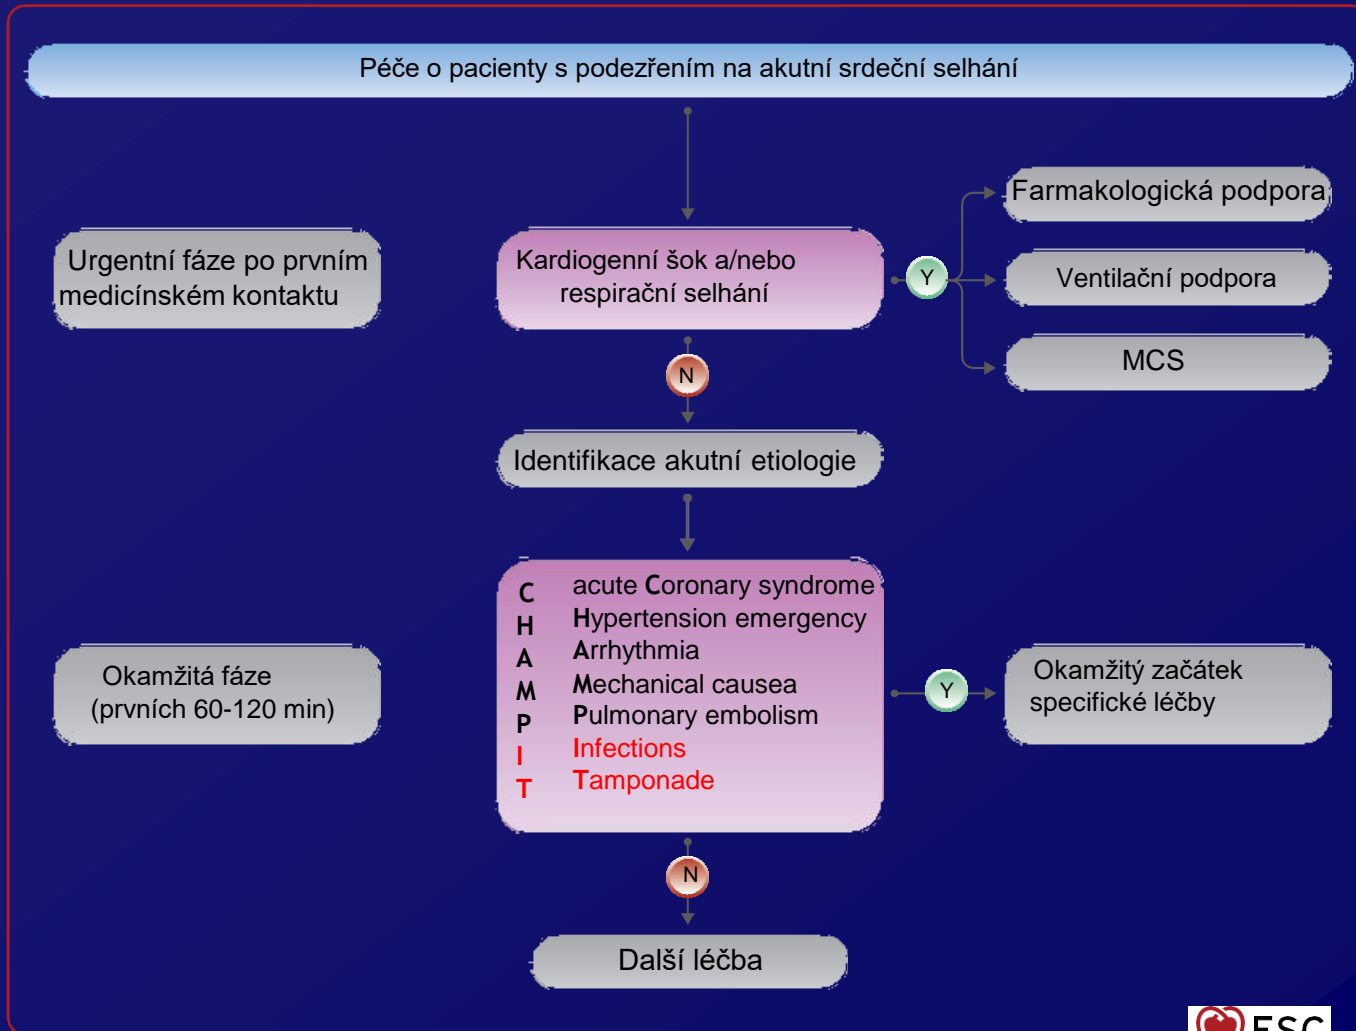 Péče o pacienty s podezřením na akutní srdeční selhání
Urgentní fáze po prvním
medicínském kontaktu
Kardiogenní šok a/nebo
respirační selhání
Y
Farmakologická podpora
Ventilační podpora
MCS
N
Identifikace akutní etiologie
Okamžitá fáze
(prvních 60-120 min)
C acute Coronary syndrome
H Hypertension emergency
A Arrhythmia
M Mechanical causea
P Pulmonary embolism
I Infections
T Tamponade
Y
Okamžitý začátek
specifické léčby
N
Další léčba
ESC